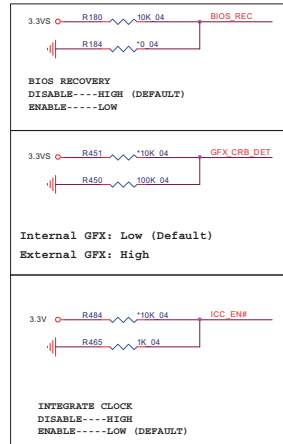 3.3VS R180 10K_04 BIOS_REC
R184 *0_04
BIOS RECOVERY
DISABLE----HIGH (DEFAULT)
ENABLE-----LOW
3.3VS R451 *10K_04 GFX_CRB_DET
R450 100K_04
Internal GFX: Low (Default)
External GFX: High
3.3V R484 *10K_04 ICC_EN#
R465 1K_04
INTEGRATE CLOCK
DISABLE----HIGH
ENABLE-----LOW (DEFAULT)